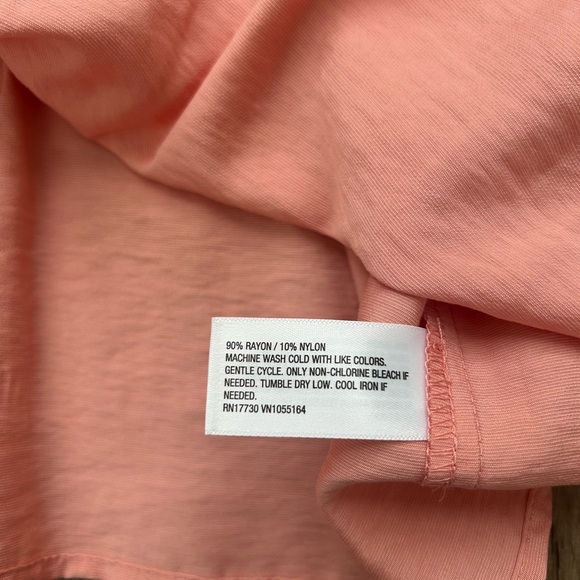 90% RAYON / 10% NYLON
MACHINE WASH COLD WITH LIKE COLORS.
GENTLE CYCLE. ONLY NON-CHLORINE BLEACH IF
NEEDED. TUMBLE DRY LOW. COOL IRON IF
NEEDED.
RN17730 VN1055164